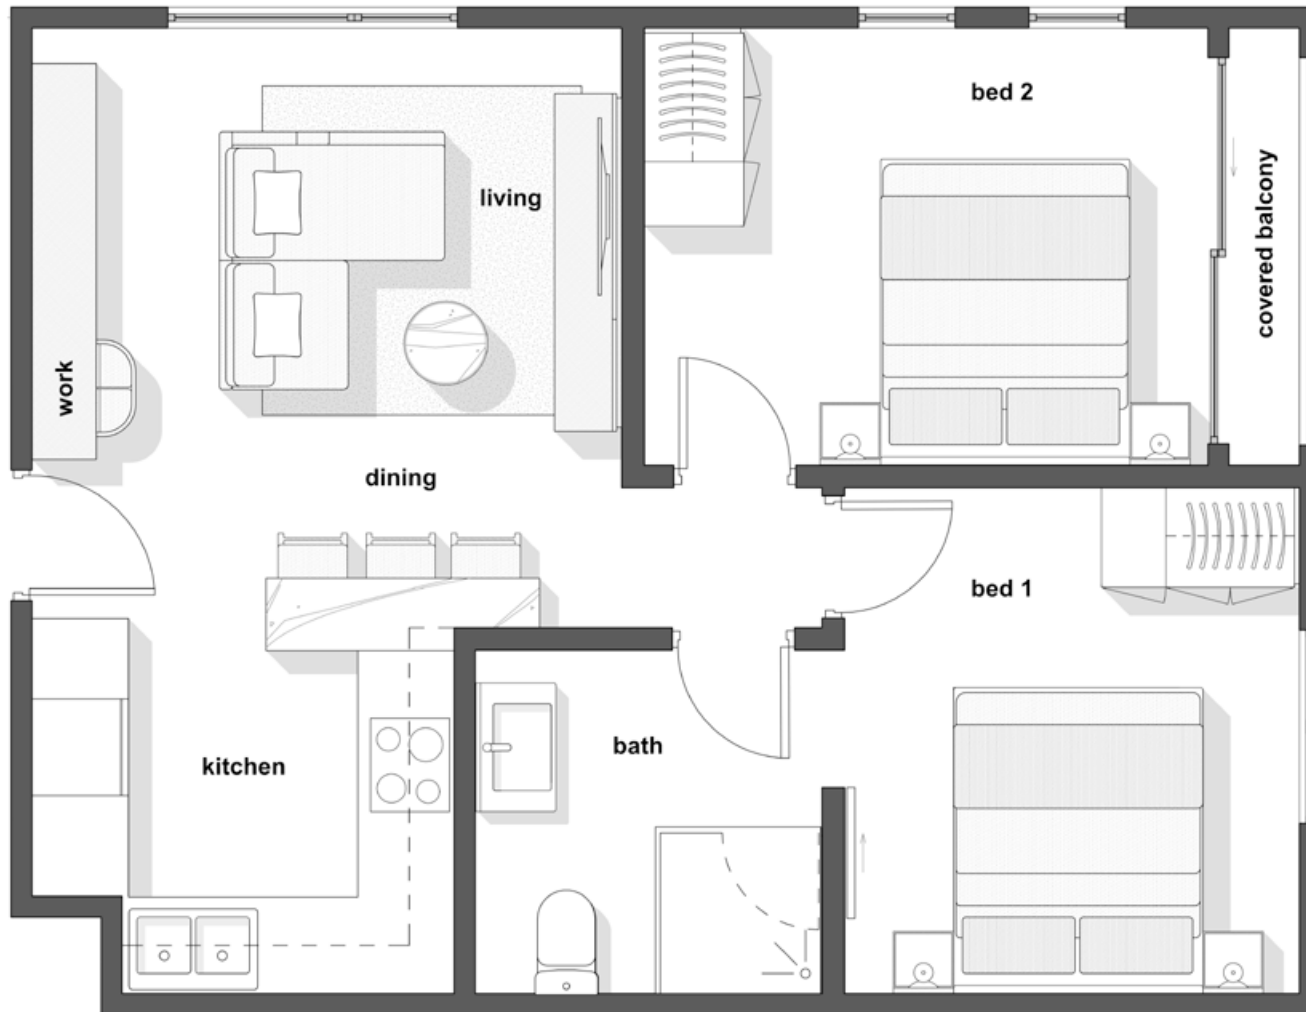 bed 2
living
covered balcony
work
dining
bed 1
bath
kitchen